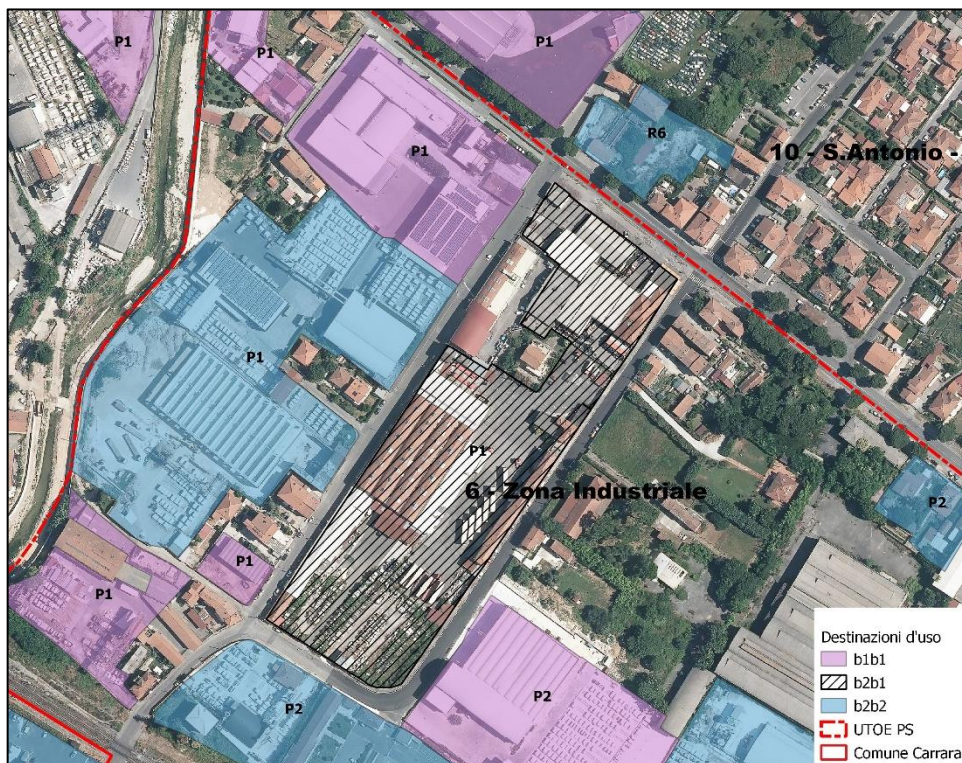 P1
P1
P1
P1
R6
10 - S.Antonio -
P1
P1
6 - Zona Industriale
P2
P1
P1
P2
P2
Destinazioni d'uso
b1b1
b2b1
b2b2
UTOE PS
Comune Carrara